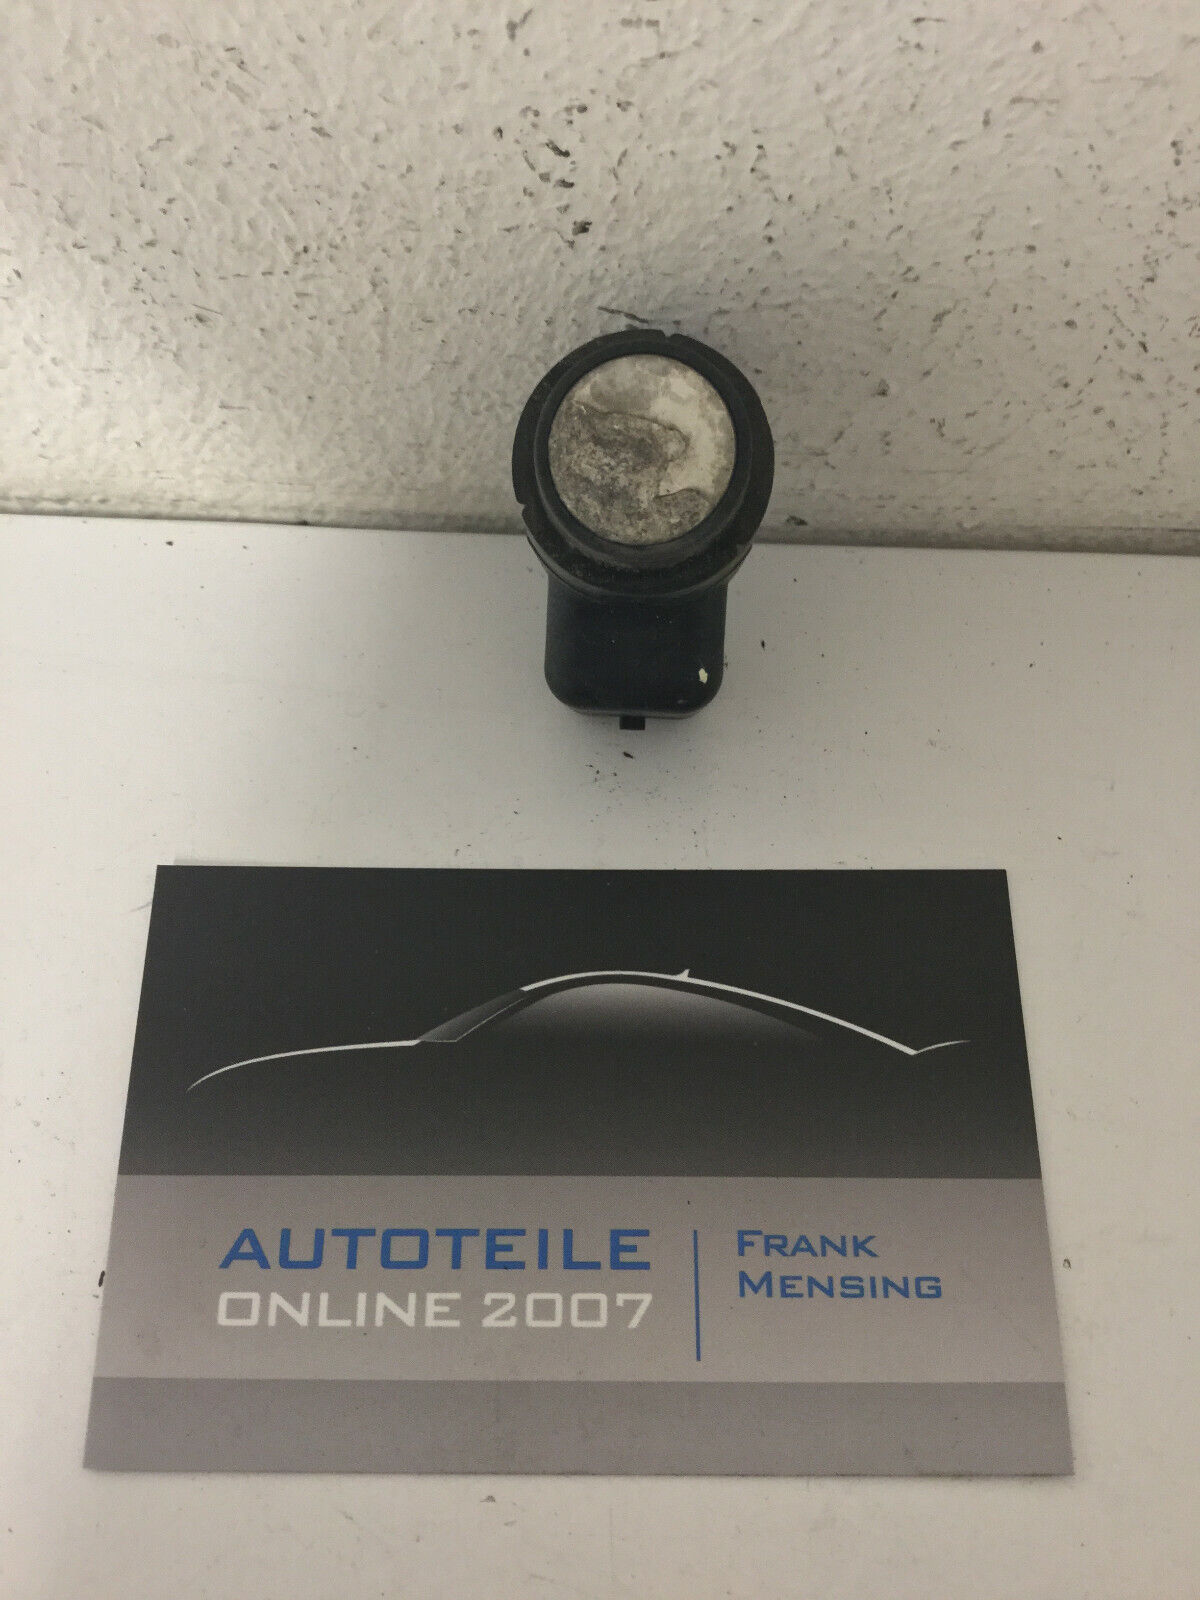 AUTOTEILE
ONLINE 2007
FRANK
MENSING